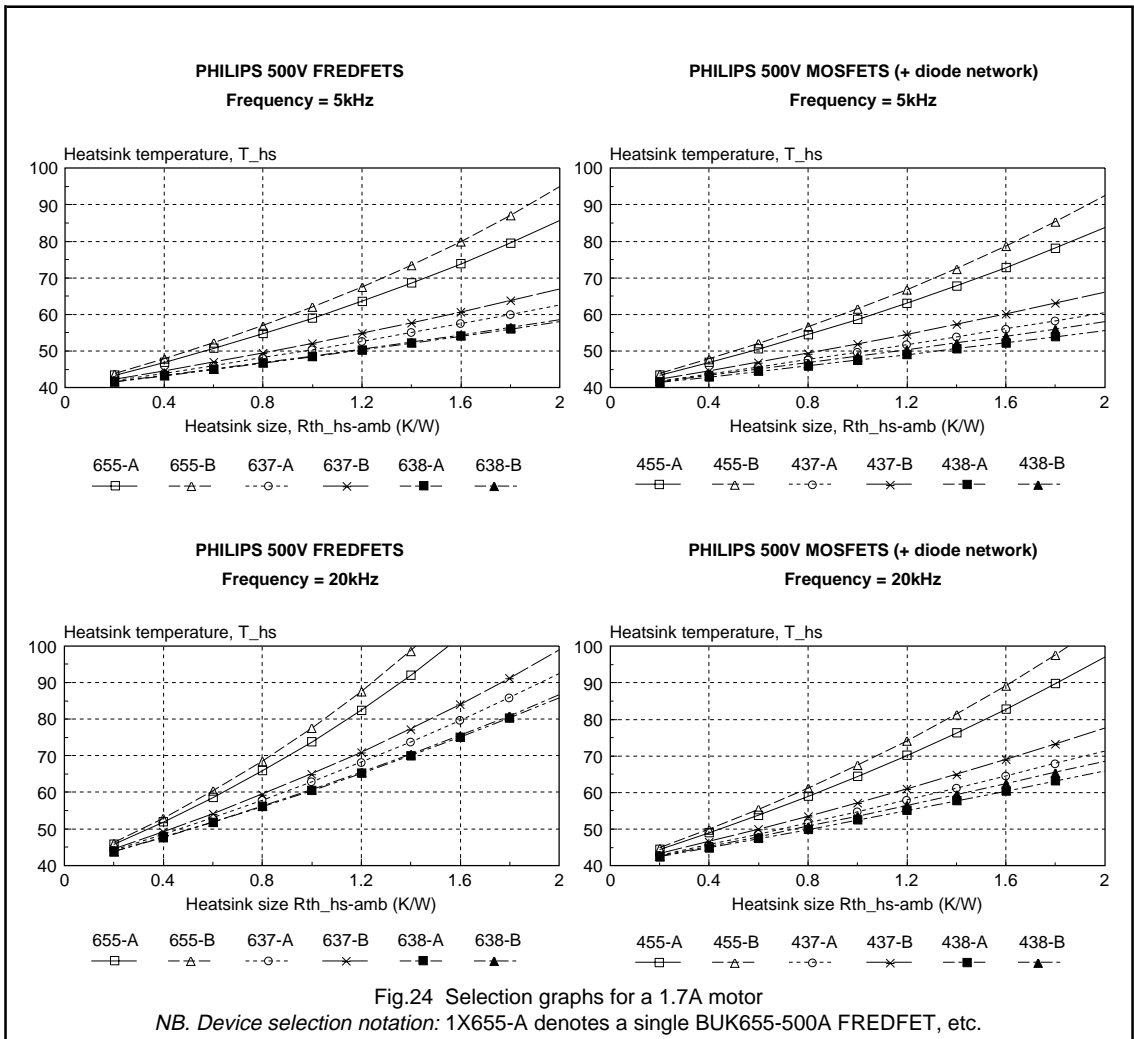 PHILIPS 500V FREDFETS
Frequency = 5kHz
Heatsink temperature, T_hs
100
90
80
70
60
50
40
0 0.4 0.8 1.2 1.6 2
Heatsink size, Rth_hs-amb (K/W)
655-A 655-B 637-A 637-B 638-A 638-B
PHILIPS 500V MOSFETS (+ diode network)
Frequency = 5kHz
Heatsink temperature, T_hs
100
90
80
70
60
50
40
0 0.4 0.8 1.2 1.6 2
Heatsink size, Rth_hs-amb (K/W)
455-A 455-B 437-A 437-B 438-A 438-B
PHILIPS 500V FREDFETS
Frequency = 20kHz
Heatsink temperature, T_hs
100
90
80
70
60
50
40
0 0.4 0.8 1.2 1.6 2
Heatsink size Rth_hs-amb (K/W)
655-A 655-B 637-A 637-B 638-A 638-B
PHILIPS 500V MOSFETS (+ diode network)
Frequency = 20kHz
Heatsink temperature, T_hs
100
90
80
70
60
50
40
0 0.4 0.8 1.2 1.6 2
Heatsink size Rth_hs-amb (K/W)
455-A 455-B 437-A 437-B 438-A 438-B
Fig.24 Selection graphs for a 1.7A motor
NB. Device selection notation: 1X655-A denotes a single BUK655-500A FREDFET, etc.